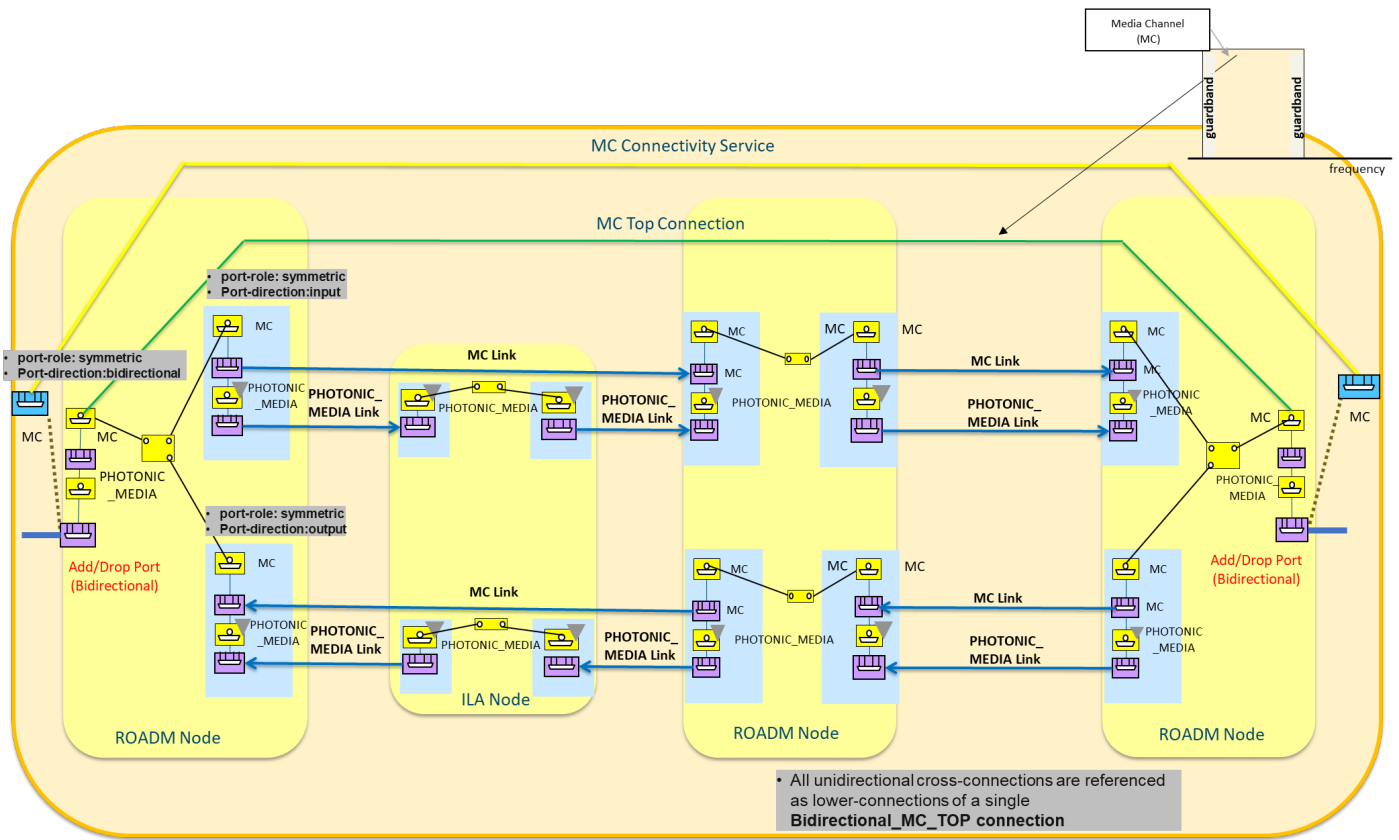 Media Channel
(MC)
guardband
guardband
frequency
MC Connectivity Service
MC Top Connection
• port-role: symmetric
• Port-direction:input
• port-role: symmetric
• Port-direction:bidirectional
MC
MC
MC
PHOTONIC
_MEDIA
PHOTONIC
_MEDIA
MC Link
PHOTONIC_
MEDIA Link
PHOTONIC_MEDIA
PHOTONIC_
MEDIA Link
MC
MC
MC
MC
PHOTONIC_MEDIA
MC Link
PHOTONIC_
MEDIA Link
MC
MC
PHOTONIC
_MEDIA
MC
MC
PHOTONIC_
MEDIA
• port-role: symmetric
• Port-direction:output
Add/Drop Port
(Bidirectional)
MC
PHOTONIC
_MEDIA
MC Link
PHOTONIC_
MEDIA Link
PHOTONIC_MEDIA
PHOTONIC_
MEDIA Link
MC
MC
MC
MC
PHOTONIC_MEDIA
MC Link
PHOTONIC_
MEDIA Link
MC
MC
PHOTONIC
_MEDIA
Add/Drop Port
(Bidirectional)
ILA Node
ROADM Node
ROADM Node
ROADM Node
• All unidirectional cross-connections are referenced
as lower-connections of a single
Bidirectional_MC_TOP connection